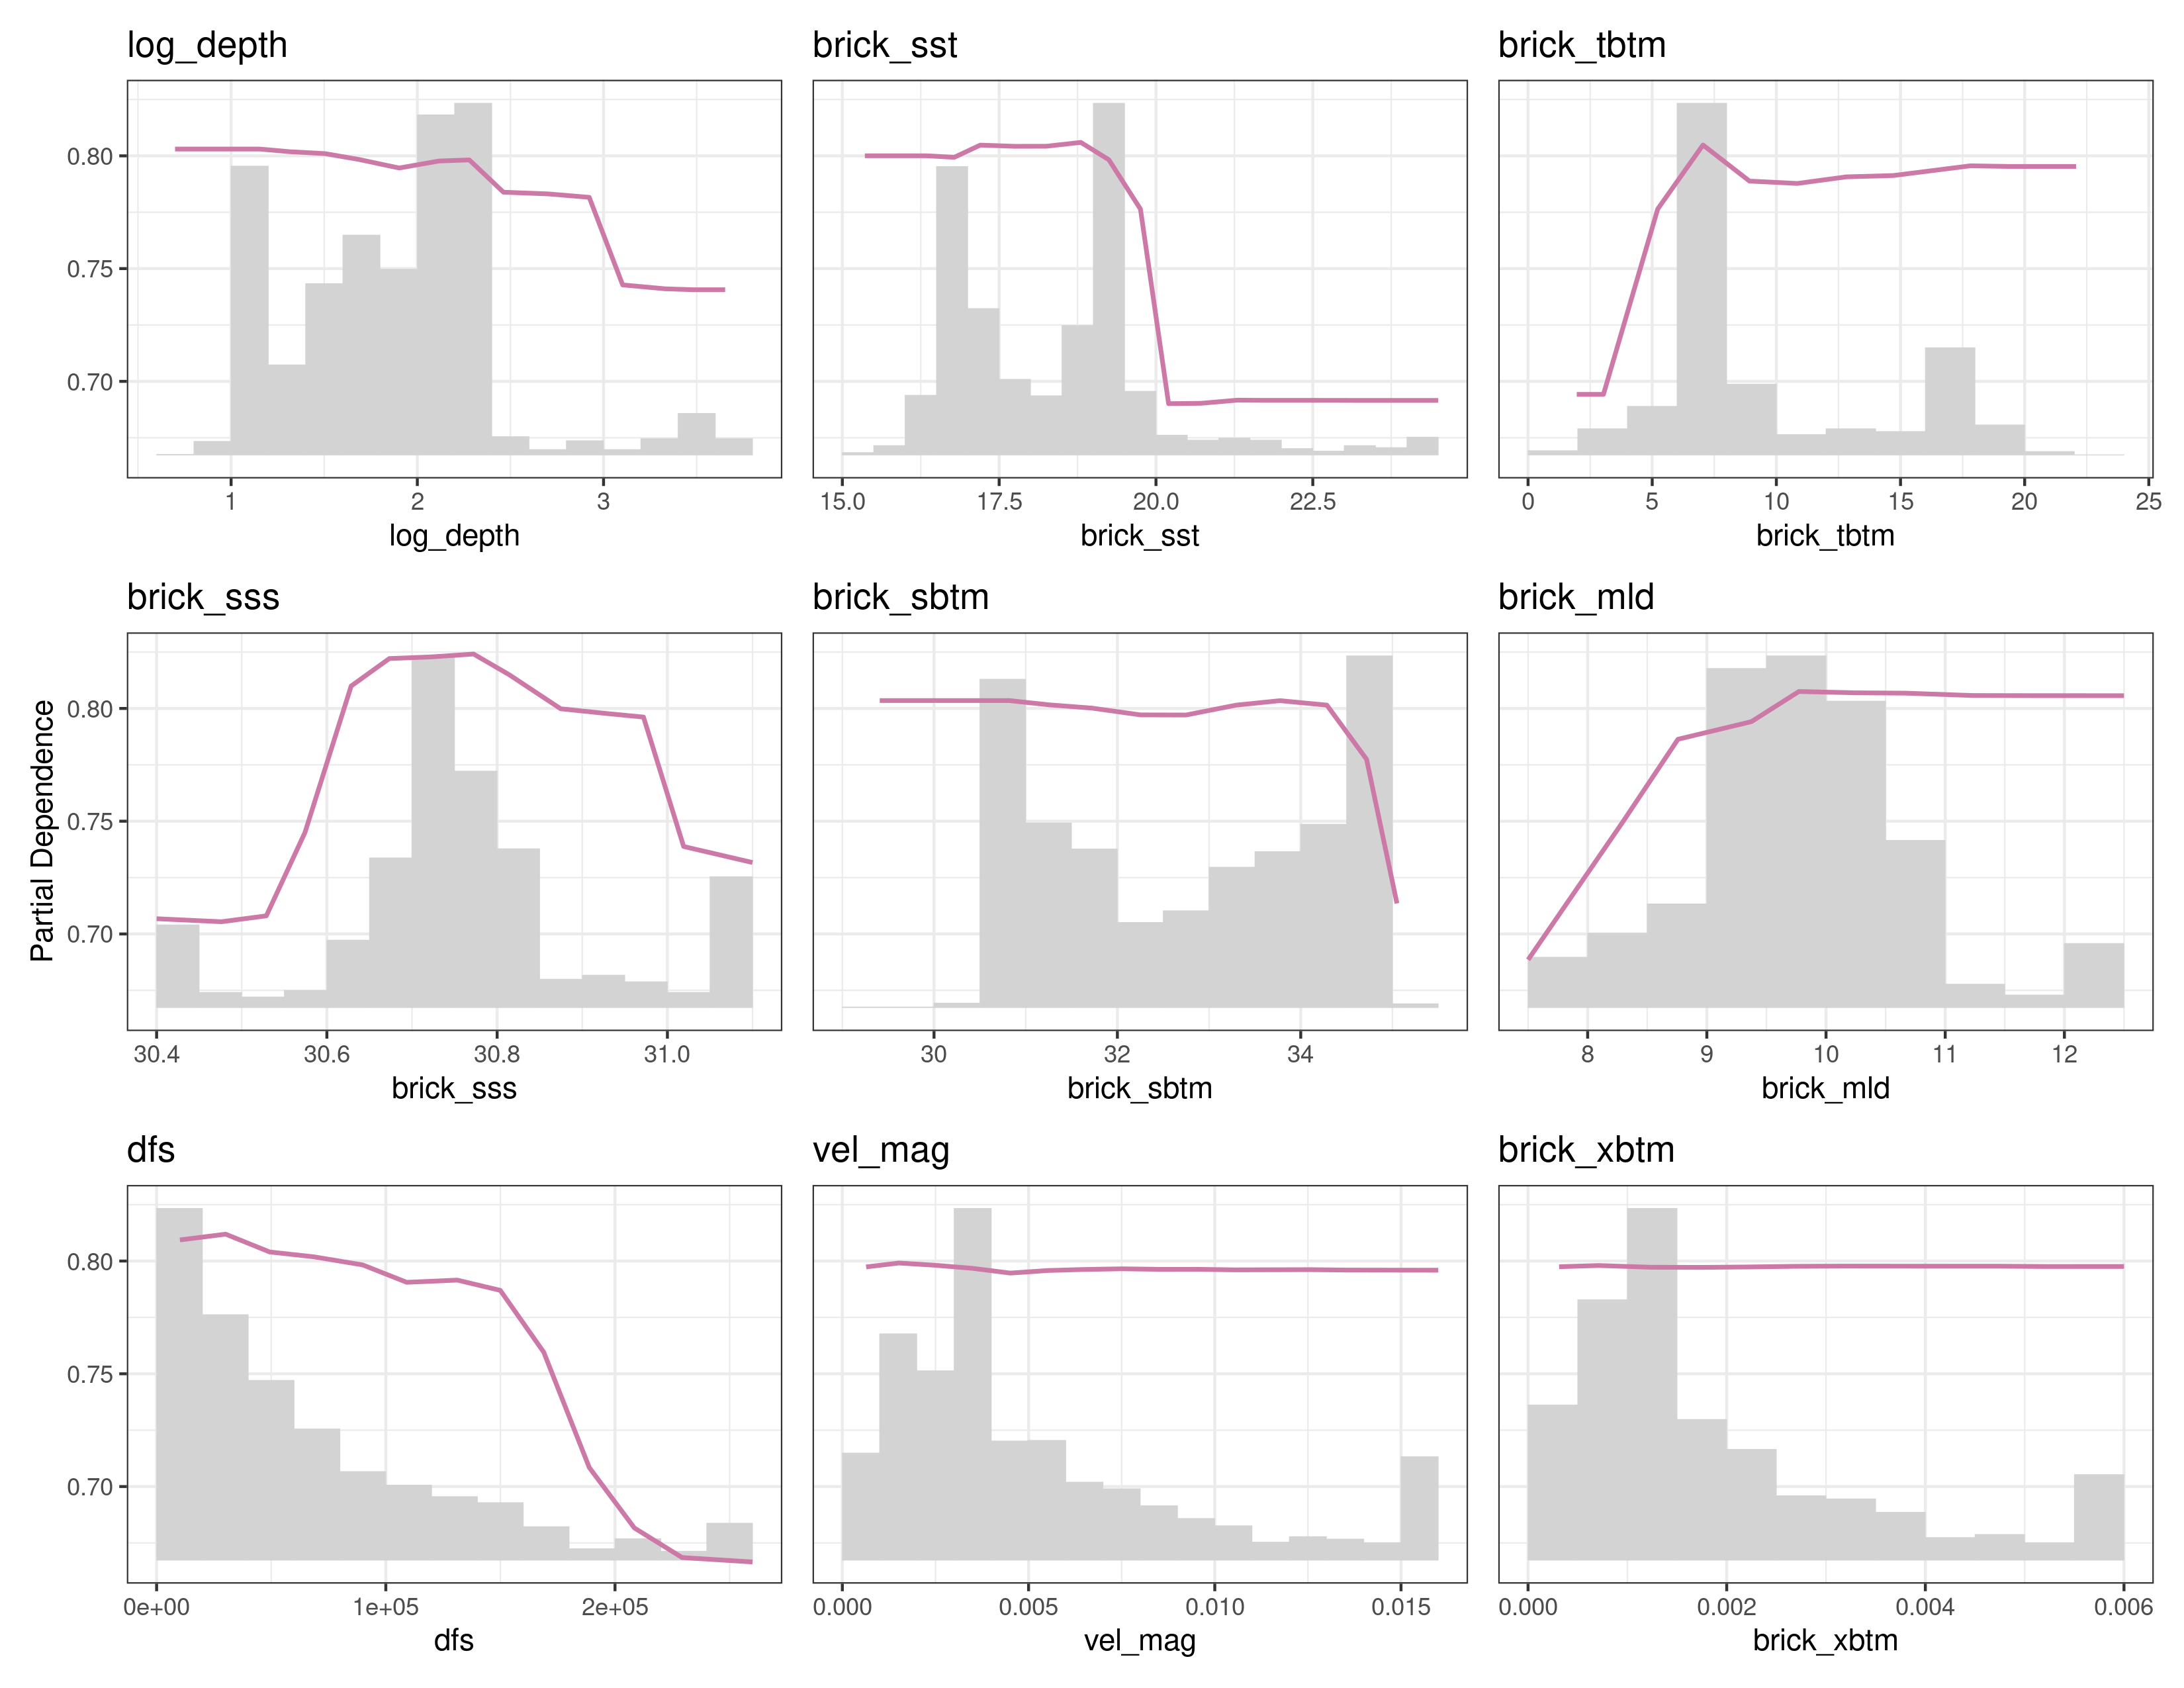 log_depth
brick_sst
brick_tbtm
0.80
0.75
0.70
1 2 3
15.0 17.5 20.0 22.5
0 5 10 15 20 25
log_depth
brick_sst
brick_tbtm
brick_sss
brick_sbtm
brick_mld
Partial Dependence
0.80
0.75
0.70
30.4 30.6 30.8 31.0
30 32 34
8 9 10 11 12
brick_sss
brick_sbtm
brick_mld
dfs
vel_mag
brick_xbtm
0.80
0.75
0.70
0e+00 1e+05 2e+05
0.000 0.005 0.010 0.015
0.000 0.002 0.004 0.006
dfs
vel_mag
brick_xbtm